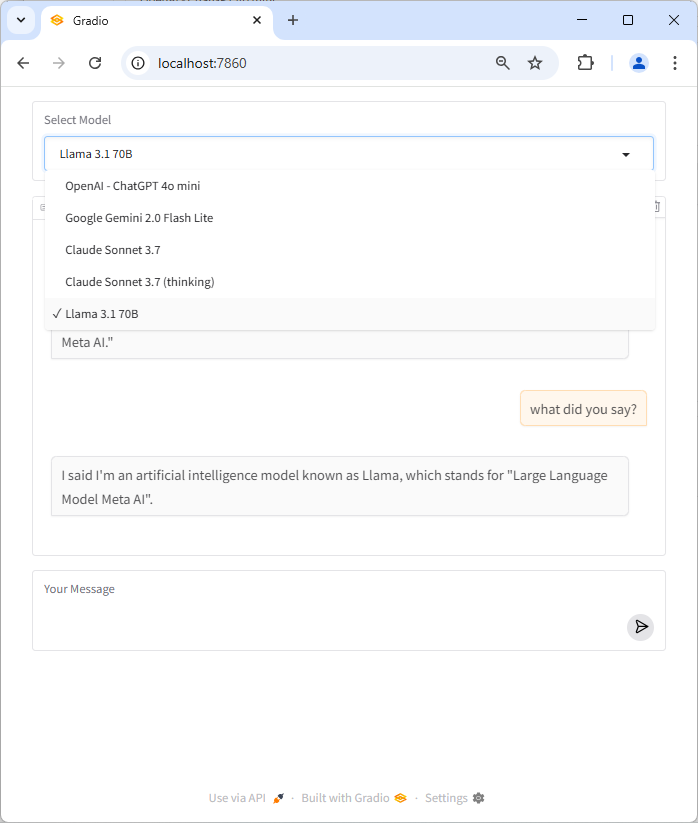 Gradio
localhost:7860
Select Model
Llama 3.1 70B
OpenAI - ChatGPT 4o mini
Google Gemini 2.0 Flash Lite
Claude Sonnet 3.7
Claude Sonnet 3.7 (thinking)
✓ Llama 3.1 70B
Meta AI."
what did you say?
I said I'm an artificial intelligence model known as Llama, which stands for "Large Language
Model Meta AI".
Your Message
Use via API · Built with Gradio · Settings